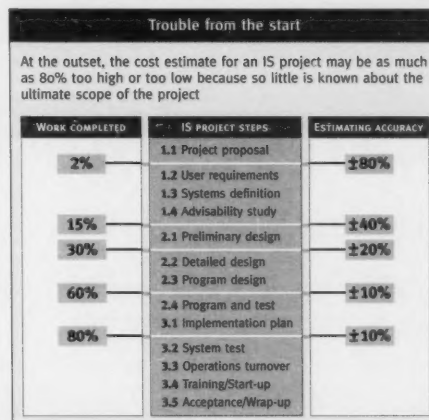 Trouble from the start
At the outset, the cost estimate for an IS project may be as much
as 80% too high or too low because so little is known about the
ultimate scope of the project
WORK COMPLETED IS PROJECT STEPS ESTIMATING ACCURACY
1.1 Project proposal
2% ±80%
1.2 User requirements
1.3 Systems definition
1.4 Advisability study
15% ±40%
2.1 Preliminary design
30% ±20%
2.2 Detailed design
2.3 Program design
60% ±10%
2.4 Program and test
3.1 Implementation plan
80% ±10%
3.2 System test
3.3 Operations turnover
3.4 Training/Start-up
3.5 Acceptance/Wrap-up